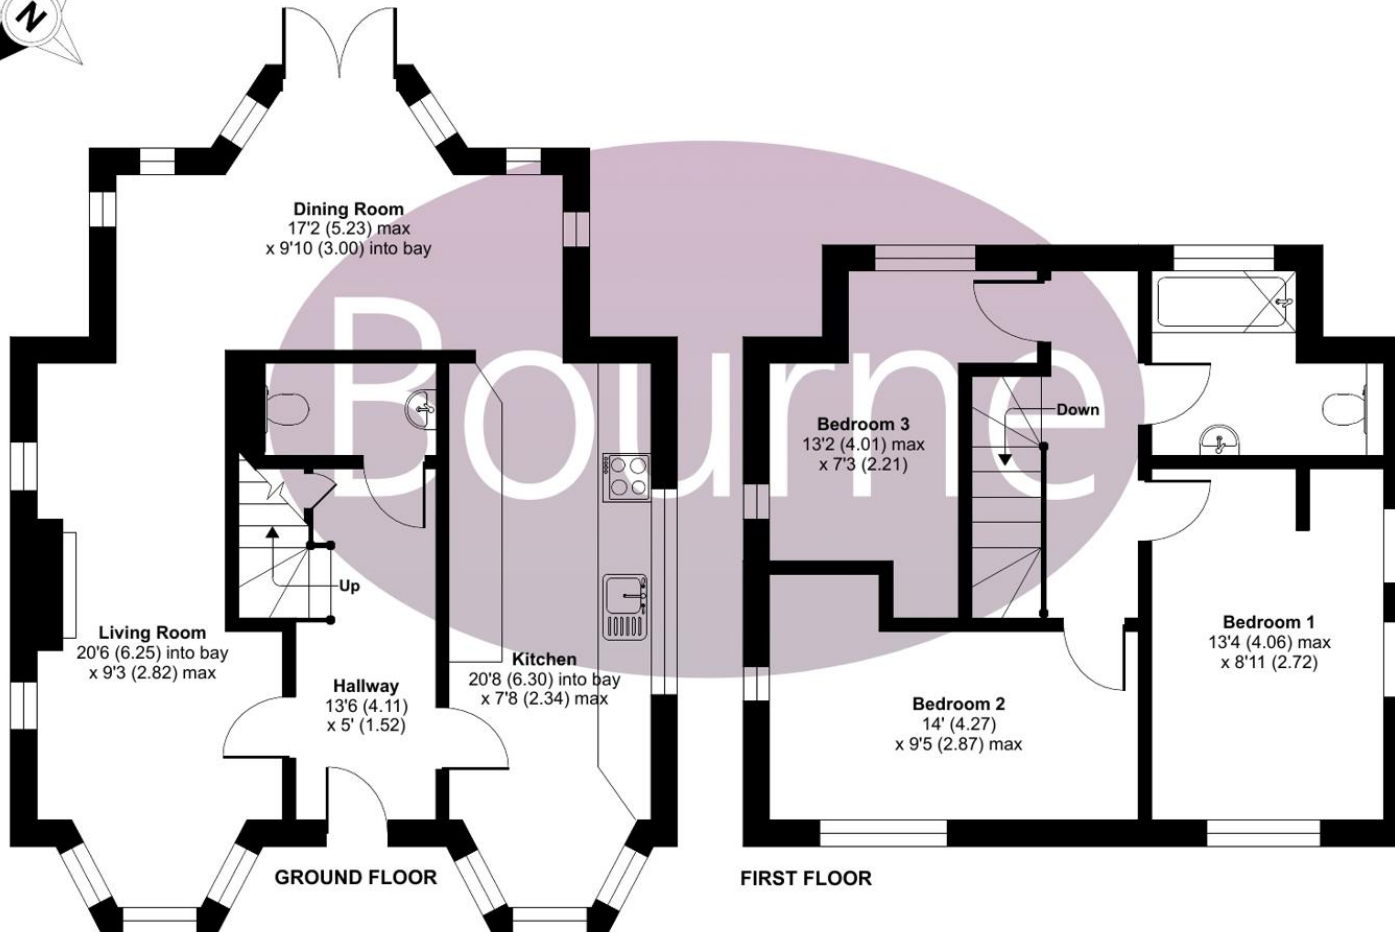 N
Dining Room
17'2 (5.23) max
x 9'10 (3.00) into bay
Bourne
Up
Living Room
20'6 (6.25) into bay
x 9'3 (2.82) max
Hallway
13'6 (4.11)
x 5' (1.52)
Kitchen
20'8 (6.30) into bay
x 7'8 (2.34) max
GROUND FLOOR
Down
Bedroom 3
13'2 (4.01) max
x 7'3 (2.21)
Bedroom 1
13'4 (4.06) max
x 8'11 (2.72)
Bedroom 2
14' (4.27)
x 9'5 (2.87) max
FIRST FLOOR